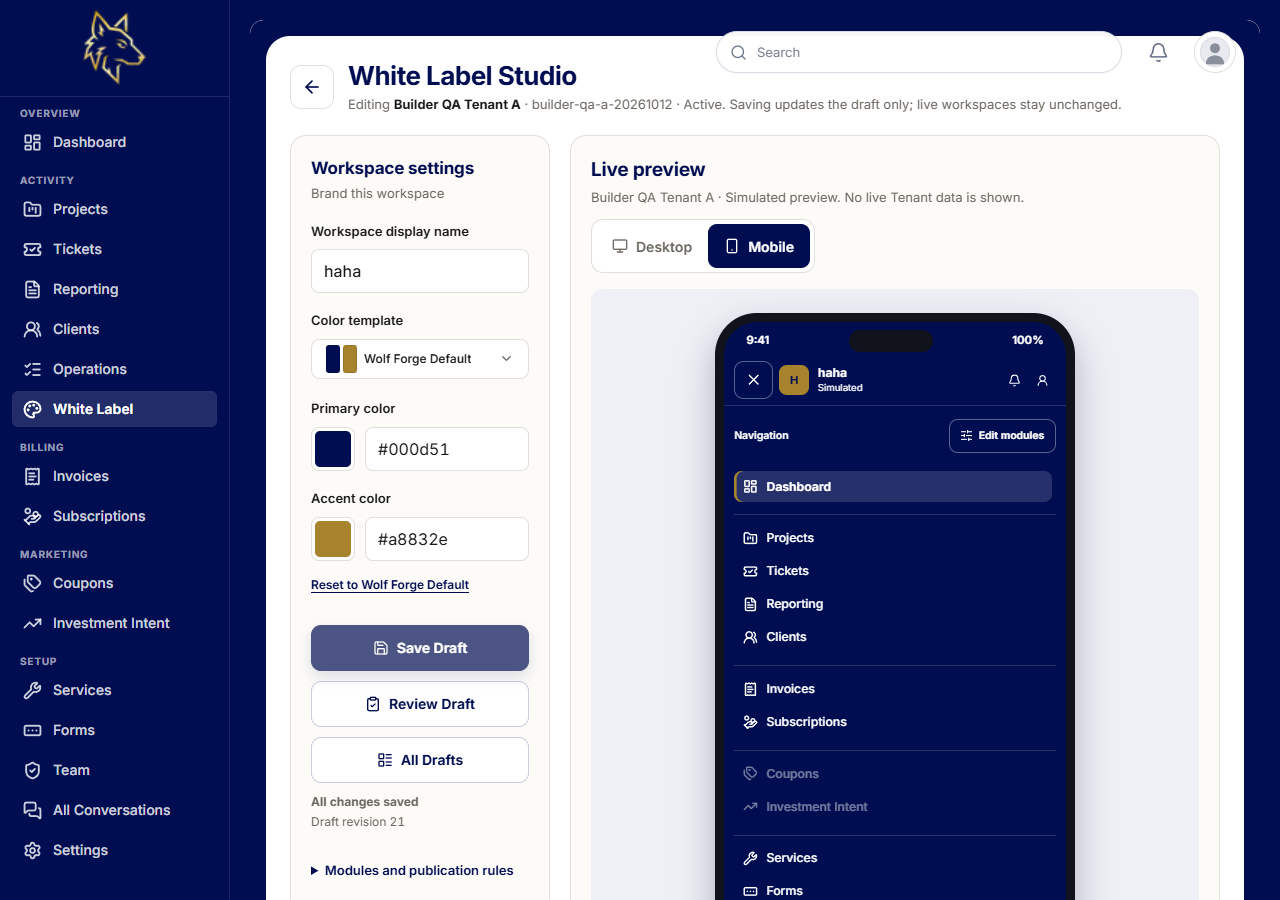 Search
White Label Studio
Editing Builder QA Tenant A · builder-qa-a-20261012 · Active. Saving updates the draft only; live workspaces stay unchanged.
OVERVIEW
Dashboard
ACTIVITY
Projects
Tickets
Reporting
Clients
Operations
White Label
BILLING
Invoices
Subscriptions
MARKETING
Coupons
Investment Intent
SETUP
Services
Forms
Team
All Conversations
Settings
Workspace settings
Brand this workspace
Workspace display name
haha
Color template
Wolf Forge Default
Primary color
#000d51
Accent color
#a8832e
Reset to Wolf Forge Default
Save Draft
Review Draft
All Drafts
All changes saved
Draft revision 21
Modules and publication rules
Live preview
Builder QA Tenant A · Simulated preview. No live Tenant data is shown.
Desktop
Mobile
9:41
100%
H
haha
Simulated
Navigation
Edit modules
Dashboard
Projects
Tickets
Reporting
Clients
Invoices
Subscriptions
Coupons
Investment Intent
Services
Forms